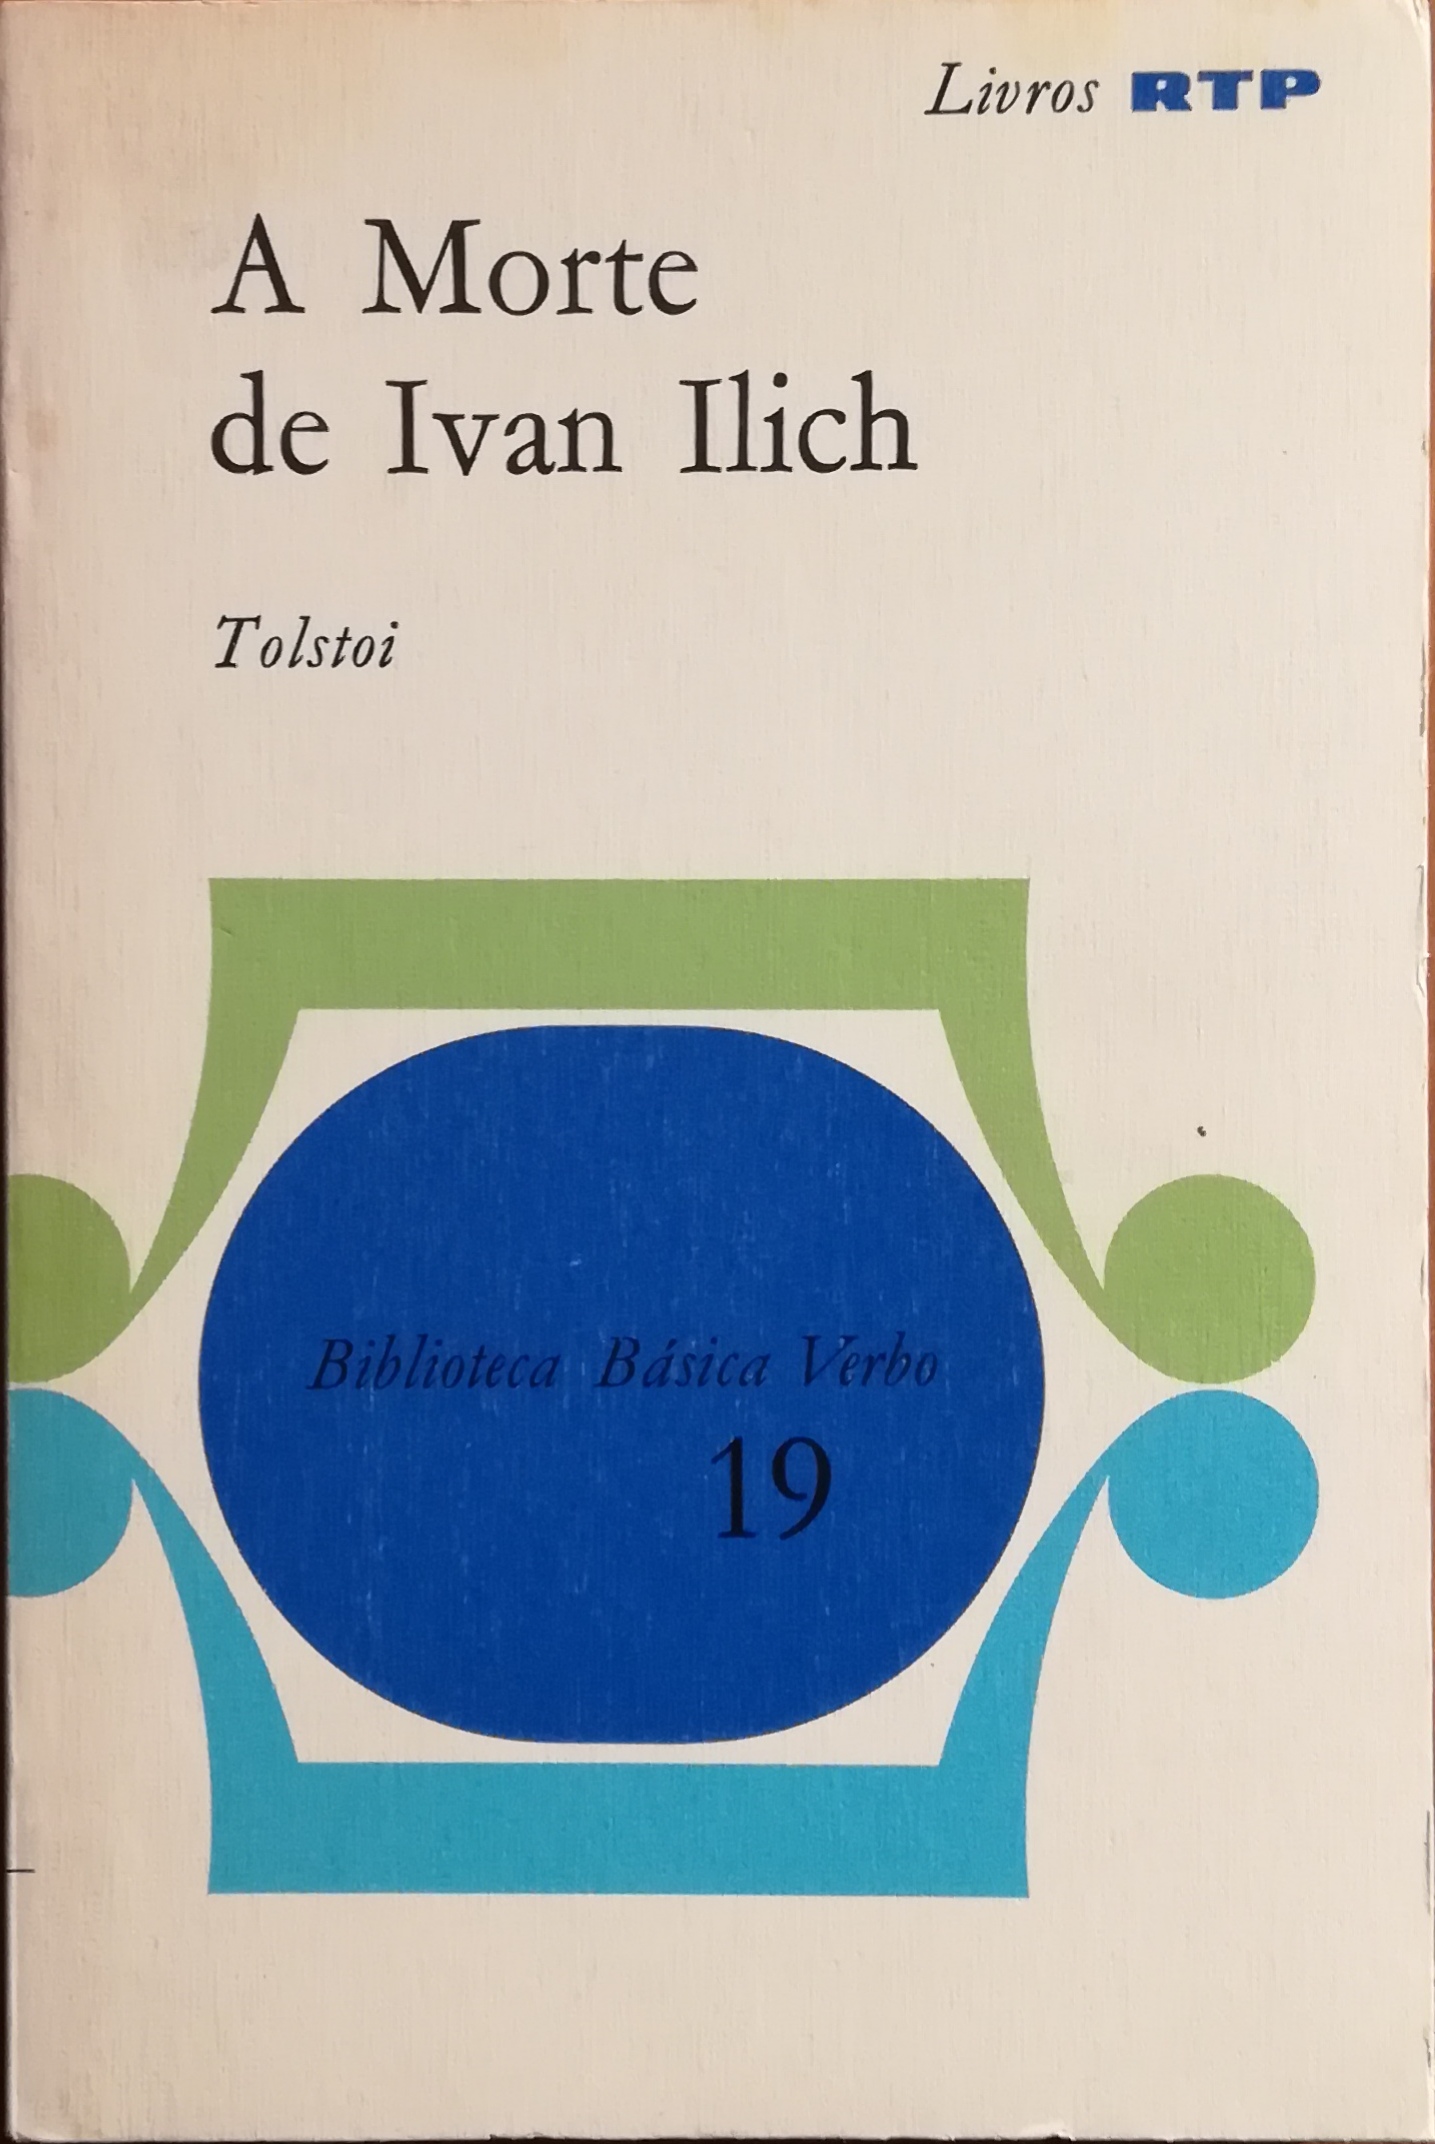 Livros RTP
A Morte
de Ivan Ilich
Tolstoi
Biblioteca Básica Verbo
19